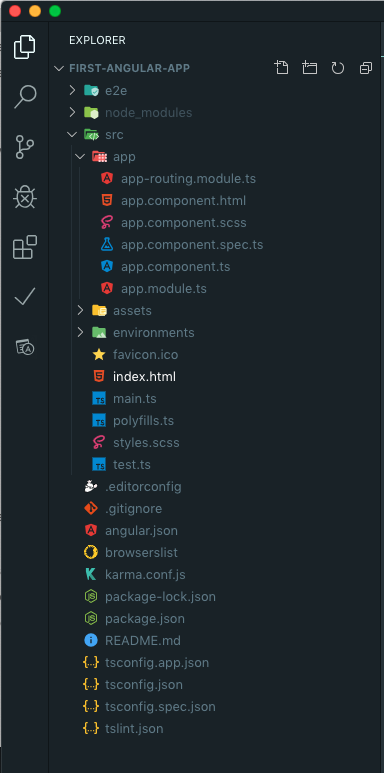 EXPLORER
FIRST-ANGULAR-APP
e2e
node_modules
src
app
app-routing.module.ts
app.component.html
app.component.scss
app.component.spec.ts
app.component.ts
app.module.ts
assets
environments
favicon.ico
index.html
main.ts
polyfills.ts
styles.scss
test.ts
.editorconfig
.gitignore
angular.json
browserslist
karma.conf.js
package-lock.json
package.json
README.md
tsconfig.app.json
tsconfig.json
tsconfig.spec.json
tslint.json